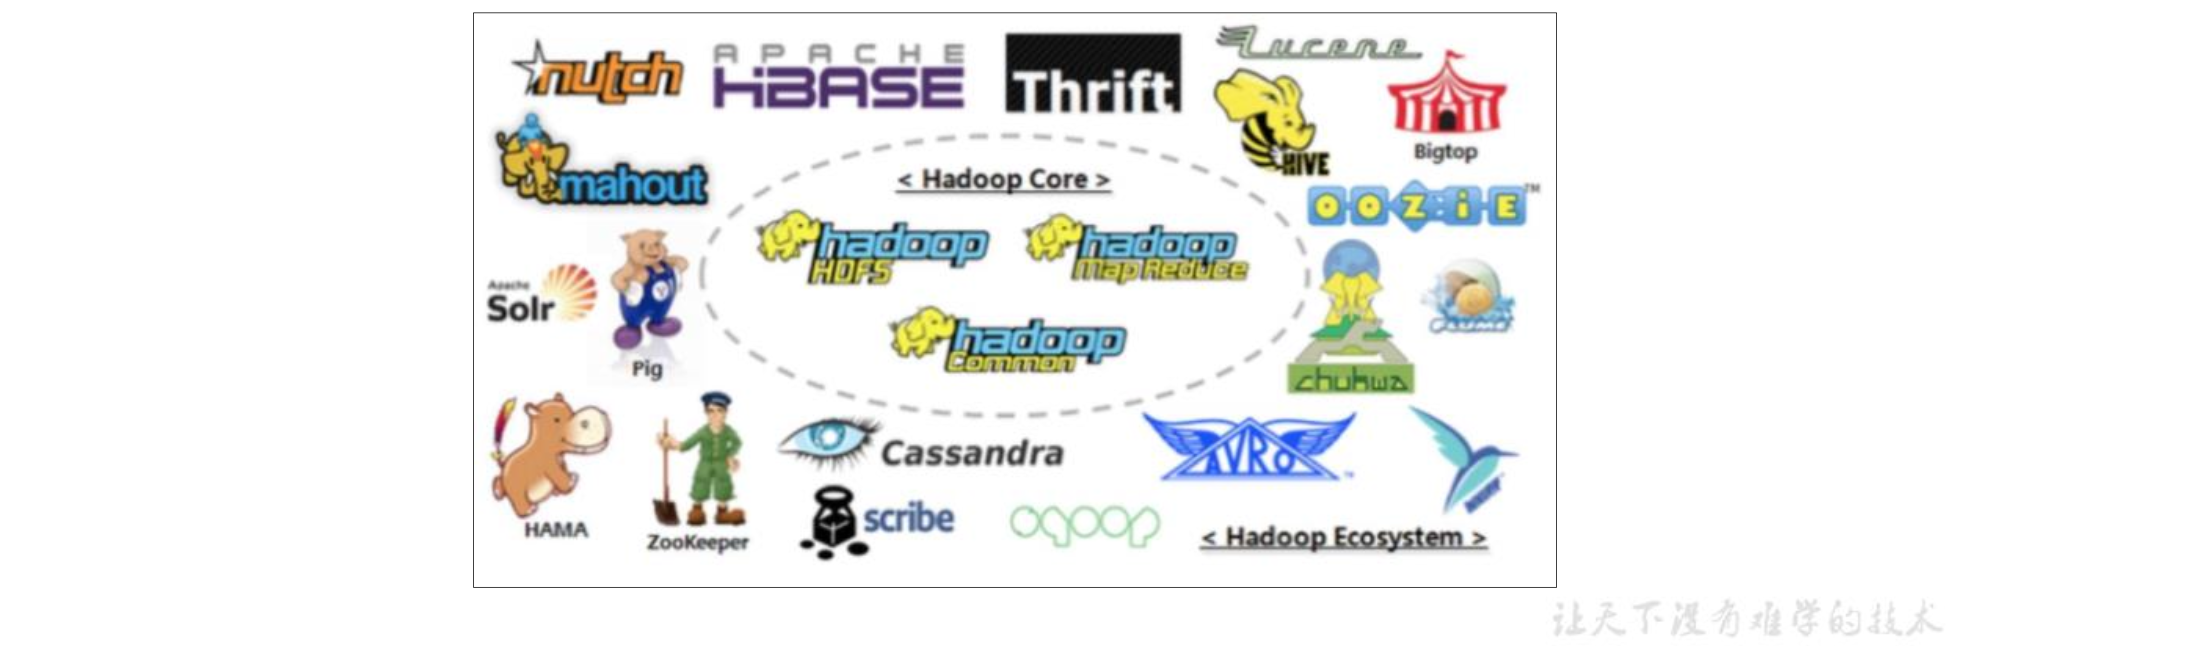 nutch
APACHE
HBASE
Thrift
Lucene
HIVE
Bigtop
mahout
< Hadoop Core >
OOZiE™
hadoop
HDFS
hadoop
Map Reduce
Apache
Solr
Pig
hadoop
Common
FLUME
chukwa
HAMA
ZooKeeper
Cassandra
AVRO™
scribe
sqoop
< Hadoop Ecosystem >
让天下没有难学的技术